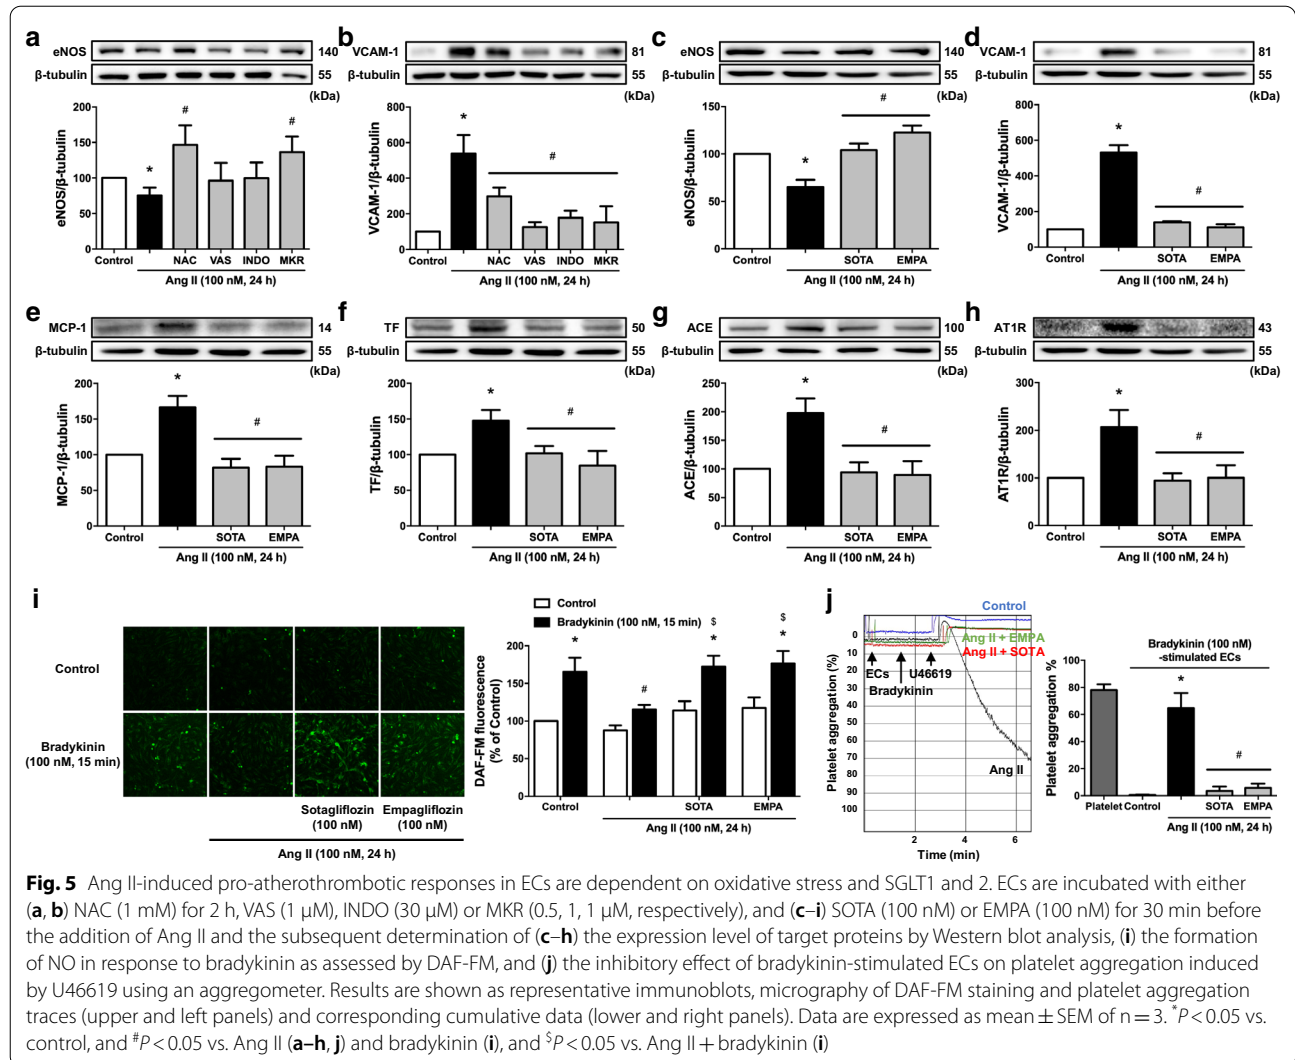 a
eNOS 140
β-tubulin 55
(kDa)
eNOS/β-tubulin
200
150
100
50
0
* # #
Control NAC VAS INDO MKR
Ang II (100 nM, 24 h)
b
VCAM-1 81
β-tubulin 55
(kDa)
VCAM-1/β-tubulin
800
600
400
200
0
* #
Control NAC VAS INDO MKR
Ang II (100 nM, 24 h)
c
eNOS 140
β-tubulin 55
(kDa)
eNOS/β-tubulin
150
100
50
0
* #
Control SOTA EMPA
Ang II (100 nM, 24 h)
d
VCAM-1 81
β-tubulin 55
(kDa)
VCAM-1/β-tubulin
800
600
400
200
0
* #
Control SOTA EMPA
Ang II (100 nM, 24 h)
e
MCP-1 14
β-tubulin 55
(kDa)
MCP-1/β-tubulin
200
150
100
50
0
* #
Control SOTA EMPA
Ang II (100 nM, 24 h)
f
TF 50
β-tubulin 55
(kDa)
TF/β-tubulin
200
150
100
50
0
* #
Control SOTA EMPA
Ang II (100 nM, 24 h)
g
ACE 100
β-tubulin 55
(kDa)
ACE/β-tubulin
250
200
150
100
50
0
* #
Control SOTA EMPA
Ang II (100 nM, 24 h)
h
AT1R 43
β-tubulin 55
(kDa)
AT1R/β-tubulin
300
200
100
0
* #
Control SOTA EMPA
Ang II (100 nM, 24 h)
i
Control
Bradykinin
(100 nM, 15 min)
Sotagliflozin
(100 nM)
Empagliflozin
(100 nM)
Ang II (100 nM, 24 h)
Control
Bradykinin (100 nM, 15 min)
DAF-FM fluorescence
(% of Control)
200
150
100
50
0
* # $ * $ *
Control SOTA EMPA
Ang II (100 nM, 24 h)
j
Control
Ang II + EMPA
Ang II + SOTA
ECs U46619
Bradykinin
Ang II
Platelet aggregation (%)
0
10
20
30
40
50
60
70
80
90
100
2 4 6
Time (min)
Bradykinin (100 nM)
-stimulated ECs
Platelet aggregation %
100
80
60
40
20
0
* #
Platelet Control SOTA EMPA
Ang II (100 nM, 24 h)
Fig. 5 Ang II-induced pro-atherothrombotic responses in ECs are dependent on oxidative stress and SGLT1 and 2. ECs are incubated with either
(a, b) NAC (1 mM) for 2 h, VAS (1 µM), INDO (30 µM) or MKR (0.5, 1, 1 µM, respectively), and (c–i) SOTA (100 nM) or EMPA (100 nM) for 30 min before
the addition of Ang II and the subsequent determination of (c–h) the expression level of target proteins by Western blot analysis, (i) the formation
of NO in response to bradykinin as assessed by DAF-FM, and (j) the inhibitory effect of bradykinin-stimulated ECs on platelet aggregation induced
by U46619 using an aggregometer. Results are shown as representative immunoblots, micrography of DAF-FM staining and platelet aggregation
traces (upper and left panels) and corresponding cumulative data (lower and right panels). Data are expressed as mean ± SEM of n = 3. *P < 0.05 vs.
control, and #P < 0.05 vs. Ang II (a–h, j) and bradykinin (i), and $P < 0.05 vs. Ang II + bradykinin (i)